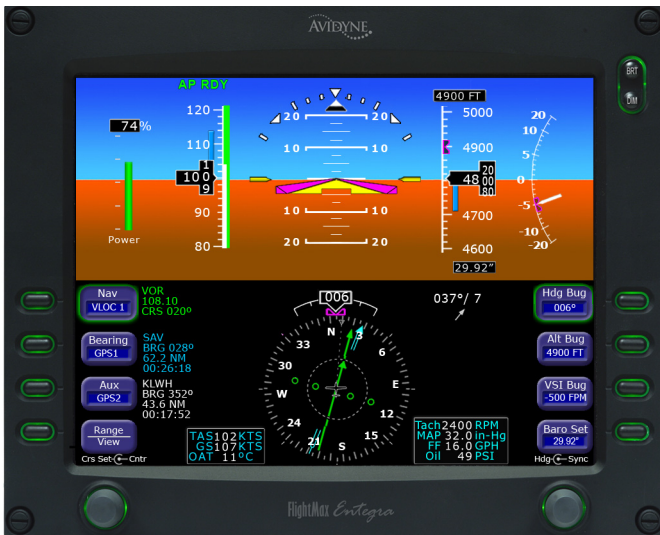 AVIDYNE
BRT
DIM
AP RDY
4900 FT
74%
Power
120
110
1
100
9
90
80
20 20
10 10
10 10
20 20
5000
4900
20
48 00
80
4700
4600
29.92"
20
10
5
0
-5
-10
-20
Nav
VLOC 1
VOR
108.10
CRS 020°
Bearing
GPS1
SAV
BRG 028°
62.2 NM
00:26:18
Aux
GPS2
KLWH
BRG 352°
43.6 NM
00:17:52
Range
View
Crs Set Cntr
TAS 102 KTS
GS 107 KTS
OAT 11°C
006
N
3
6
E
12
15
S
21
24
W
30
33
037°/ 7
Tach 2400 RPM
MAP 32.0 in-Hg
FF 16.0 GPH
Oil 49 PSI
Hdg Bug
006°
Alt Bug
4900 FT
VSI Bug
-500 FPM
Baro Set
29.92"
Hdg Sync
FlightMax Entegra